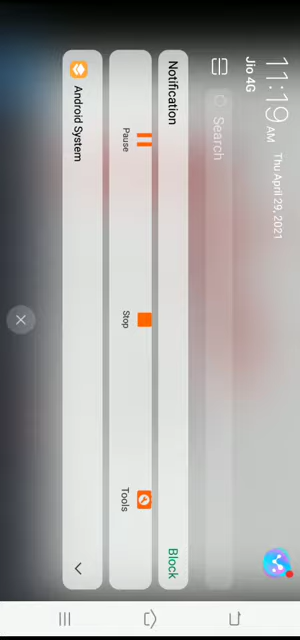 11:19 AM
Thu April 29, 2021
Jio 4G
Search
Notification
Block
Pause
Stop
Tools
Android System